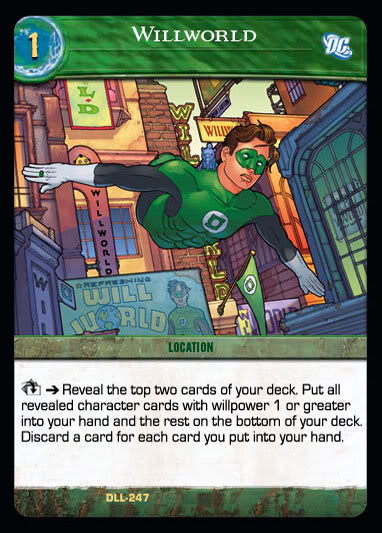 1
WILLWORLD
DC
LD
WILLWORLD
WIL
WILLW
WORLD
A REFRESHING
WILL
WORLD
LOCATION
➔ Reveal the top two cards of your deck. Put all
revealed character cards with willpower 1 or greater
into your hand and the rest on the bottom of your deck.
Discard a card for each card you put into your hand.
DLL-247